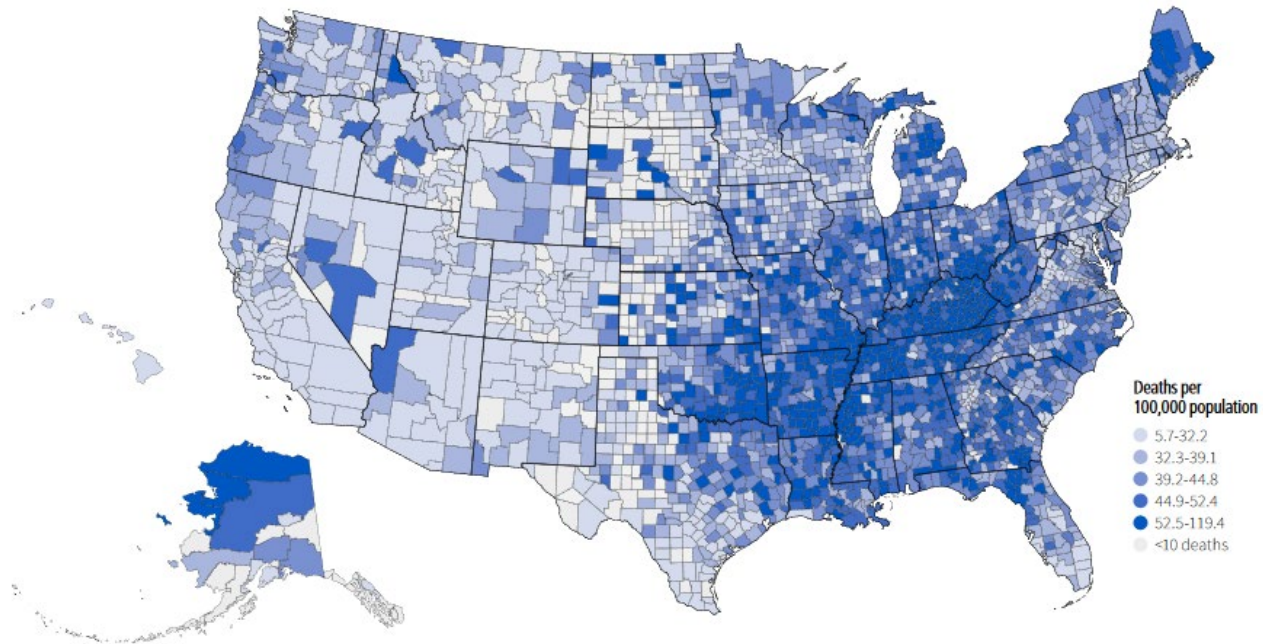 Deaths per
100,000 population
5.7-32.2
32.3-39.1
39.2-44.8
44.9-52.4
52.5-119.4
<10 deaths